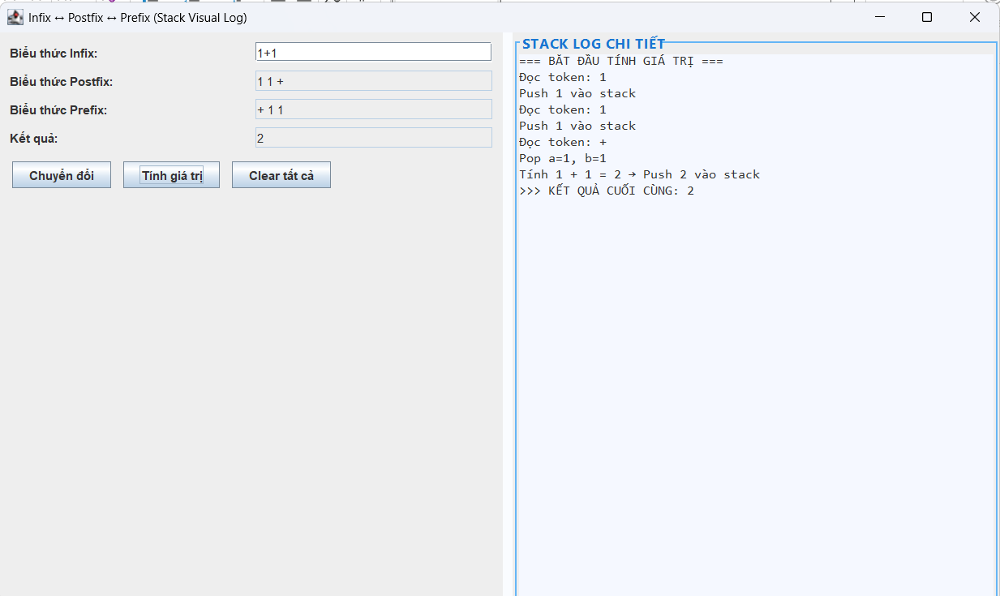 Infix ↔ Postfix ↔ Prefix (Stack Visual Log)
Biểu thức Infix:
1+1
Biểu thức Postfix:
1 1 +
Biểu thức Prefix:
+ 1 1
Kết quả:
2
Chuyển đổi
Tính giá trị
Clear tất cả
STACK LOG CHI TIẾT
=== BẮT ĐẦU TÍNH GIÁ TRỊ ===
Đọc token: 1
Push 1 vào stack
Đọc token: 1
Push 1 vào stack
Đọc token: +
Pop a=1, b=1
Tính 1 + 1 = 2 → Push 2 vào stack
>>> KẾT QUẢ CUỐI CÙNG: 2